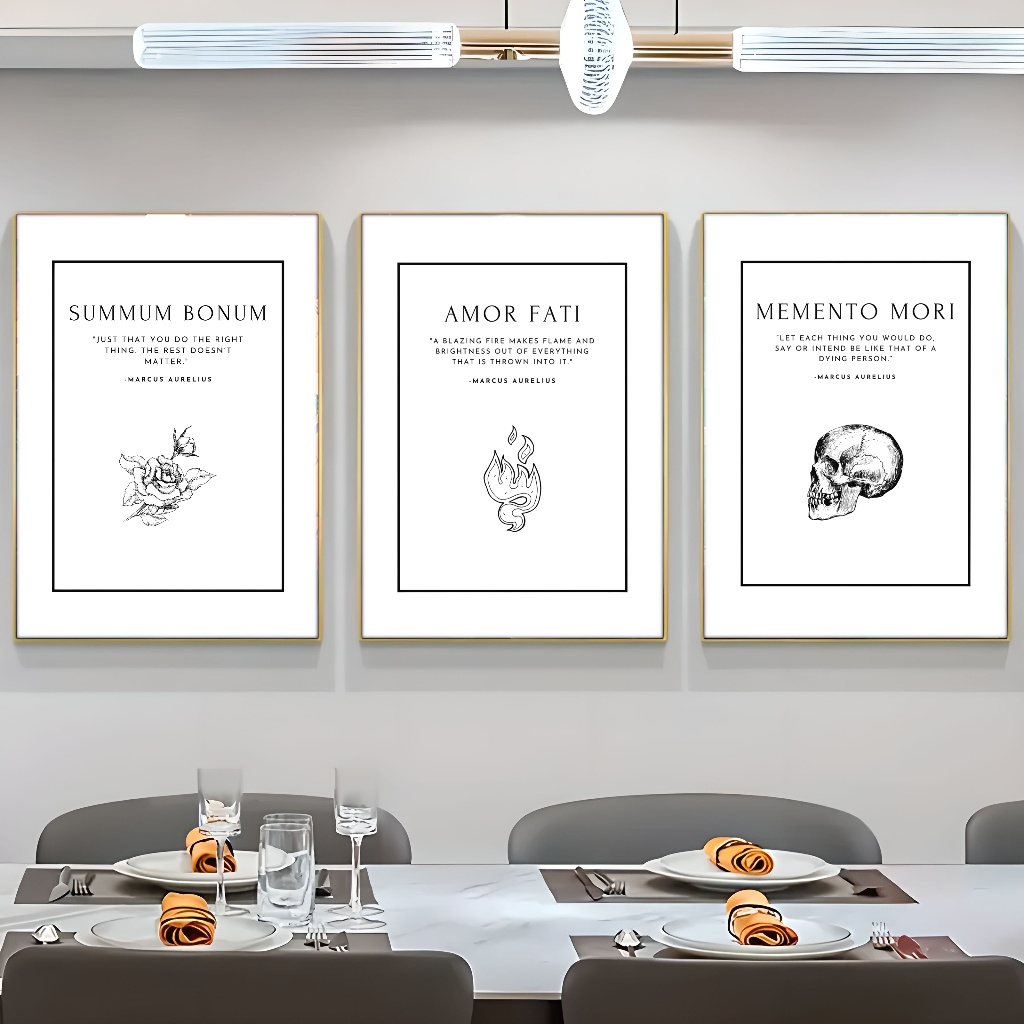 SUMMUM BONUM
"JUST THAT YOU DO THE RIGHT
THING. THE REST DOESN'T
MATTER."
-MARCUS AURELIUS
AMOR FATI
"A BLAZING FIRE MAKES FLAME AND
BRIGHTNESS OUT OF EVERYTHING
THAT IS THROWN INTO IT."
-MARCUS AURELIUS
MEMENTO MORI
"LET EACH THING YOU WOULD DO,
SAY OR INTEND BE LIKE THAT OF A
DYING PERSON."
-MARCUS AURELIUS